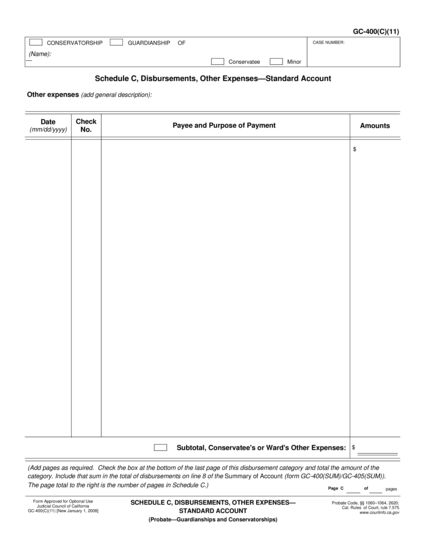 GC-400(C)(11)
CONSERVATORSHIP GUARDIANSHIP OF
CASE NUMBER:
(Name):
Conservatee Minor
Schedule C, Disbursements, Other Expenses—Standard Account
Other expenses (add general description):
Date
(mm/dd/yyyy)
Check
No.
Payee and Purpose of Payment
Amounts
$
Subtotal, Conservatee's or Ward's Other Expenses: $
(Add pages as required. Check the box at the bottom of the last page of this disbursement category and total the amount of the
category. Include that sum in the total of disbursements on line 8 of the Summary of Account (form GC-400(SUM)/GC-405(SUM)).
The page total to the right is the number of pages in Schedule C.)
Page C of pages
Form Approved for Optional Use
Judicial Council of California
GC-400(C)(11) [New January 1, 2008]
SCHEDULE C, DISBURSEMENTS, OTHER EXPENSES—
STANDARD ACCOUNT
(Probate—Guardianships and Conservatorships)
Probate Code, §§ 1060–1064, 2620;
Cal. Rules of Court, rule 7.575
www.courtinfo.ca.gov